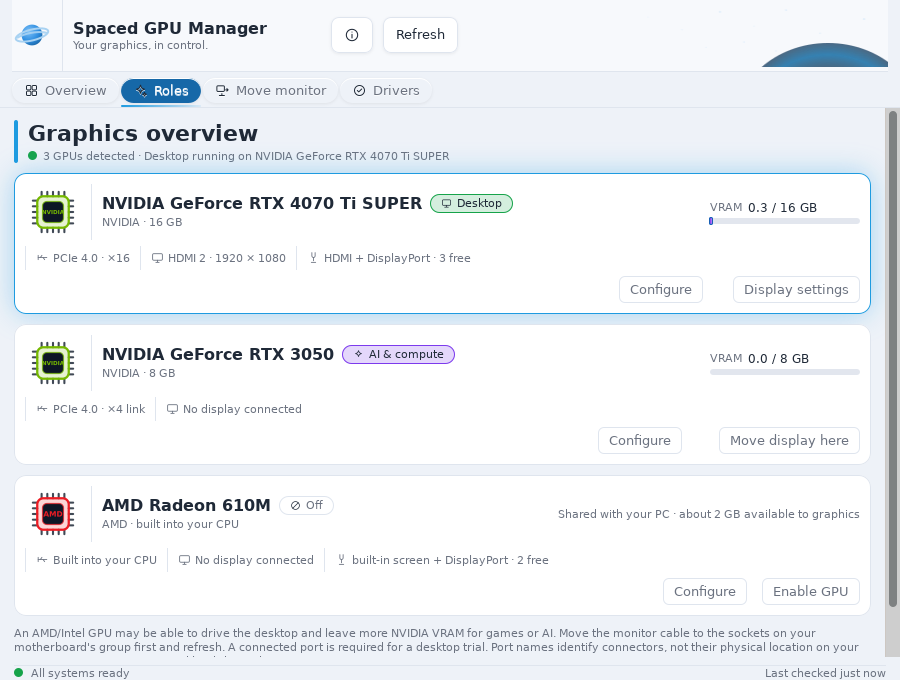 Spaced GPU Manager
Your graphics, in control.
Refresh
Overview
Roles
Move monitor
Drivers
Graphics overview
3 GPUs detected · Desktop running on NVIDIA GeForce RTX 4070 Ti SUPER
NVIDIA
NVIDIA GeForce RTX 4070 Ti SUPER
Desktop
NVIDIA · 16 GB
VRAM 0.3 / 16 GB
PCIe 4.0 · ×16
HDMI 2 · 1920 × 1080
HDMI + DisplayPort · 3 free
Configure
Display settings
NVIDIA
NVIDIA GeForce RTX 3050
AI & compute
NVIDIA · 8 GB
VRAM 0.0 / 8 GB
PCIe 4.0 · ×4 link
No display connected
Configure
Move display here
AMD
AMD Radeon 610M
Off
AMD · built into your CPU
Shared with your PC · about 2 GB available to graphics
Built into your CPU
No display connected
built-in screen + DisplayPort · 2 free
Configure
Enable GPU
An AMD/Intel GPU may be able to drive the desktop and leave more NVIDIA VRAM for games or AI. Move the monitor cable to the sockets on your
motherboard's group first and refresh. A connected port is required for a desktop trial. Port names identify connectors, not their physical location on your
All systems ready
Last checked just now